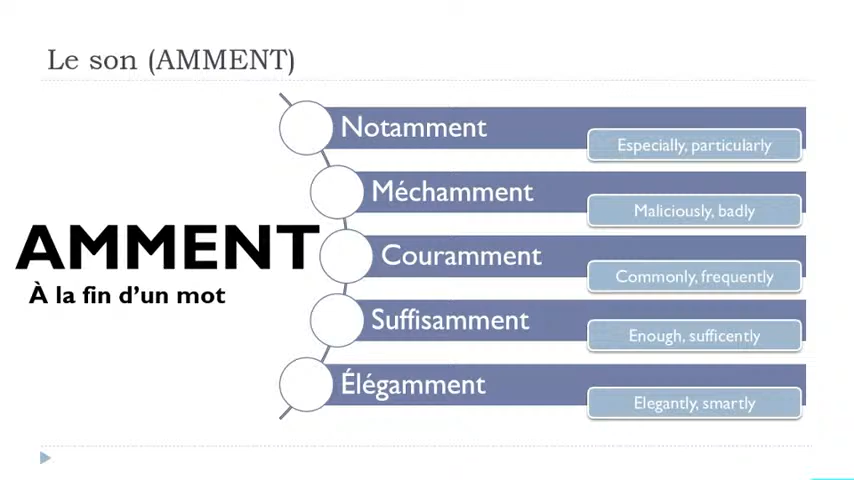 Le son (AMMENT)
Notamment
Especially, particularly
Méchamment
Maliciously, badly
AMMENT
À la fin d'un mot
Couramment
Commonly, frequently
Suffisamment
Enough, sufficently
Élégamment
Elegantly, smartly